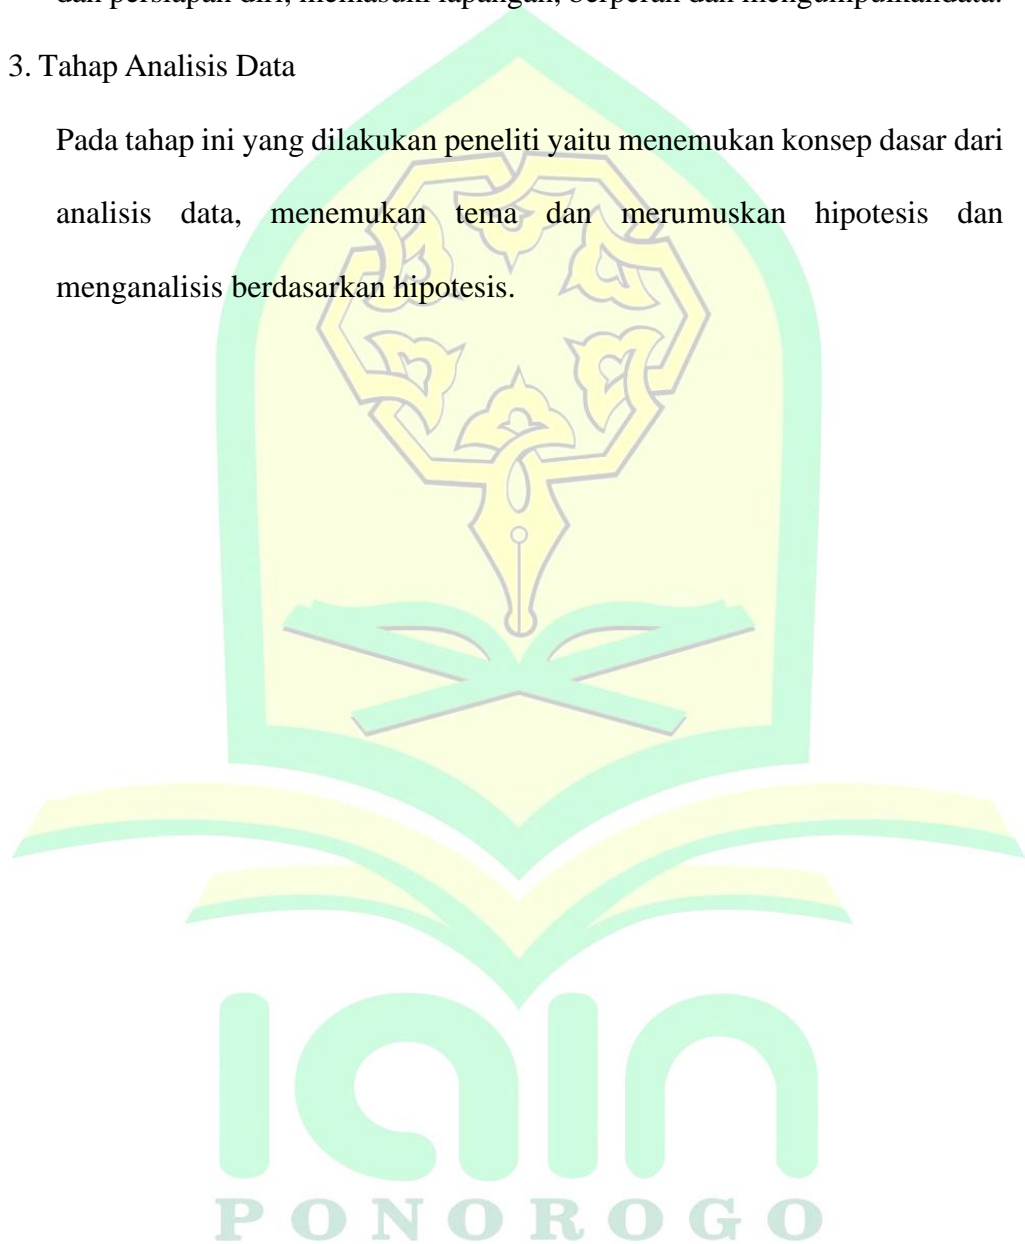 dan persiapan diri, memasuki lapangan, berperan dan mengumpulkandata.
3. Tahap Analisis Data
Pada tahap ini yang dilakukan peneliti yaitu menemukan konsep dasar dari
analisis data, menemukan tema dan merumuskan hipotesis dan
menganalisis berdasarkan hipotesis.
iain
PONOROGO